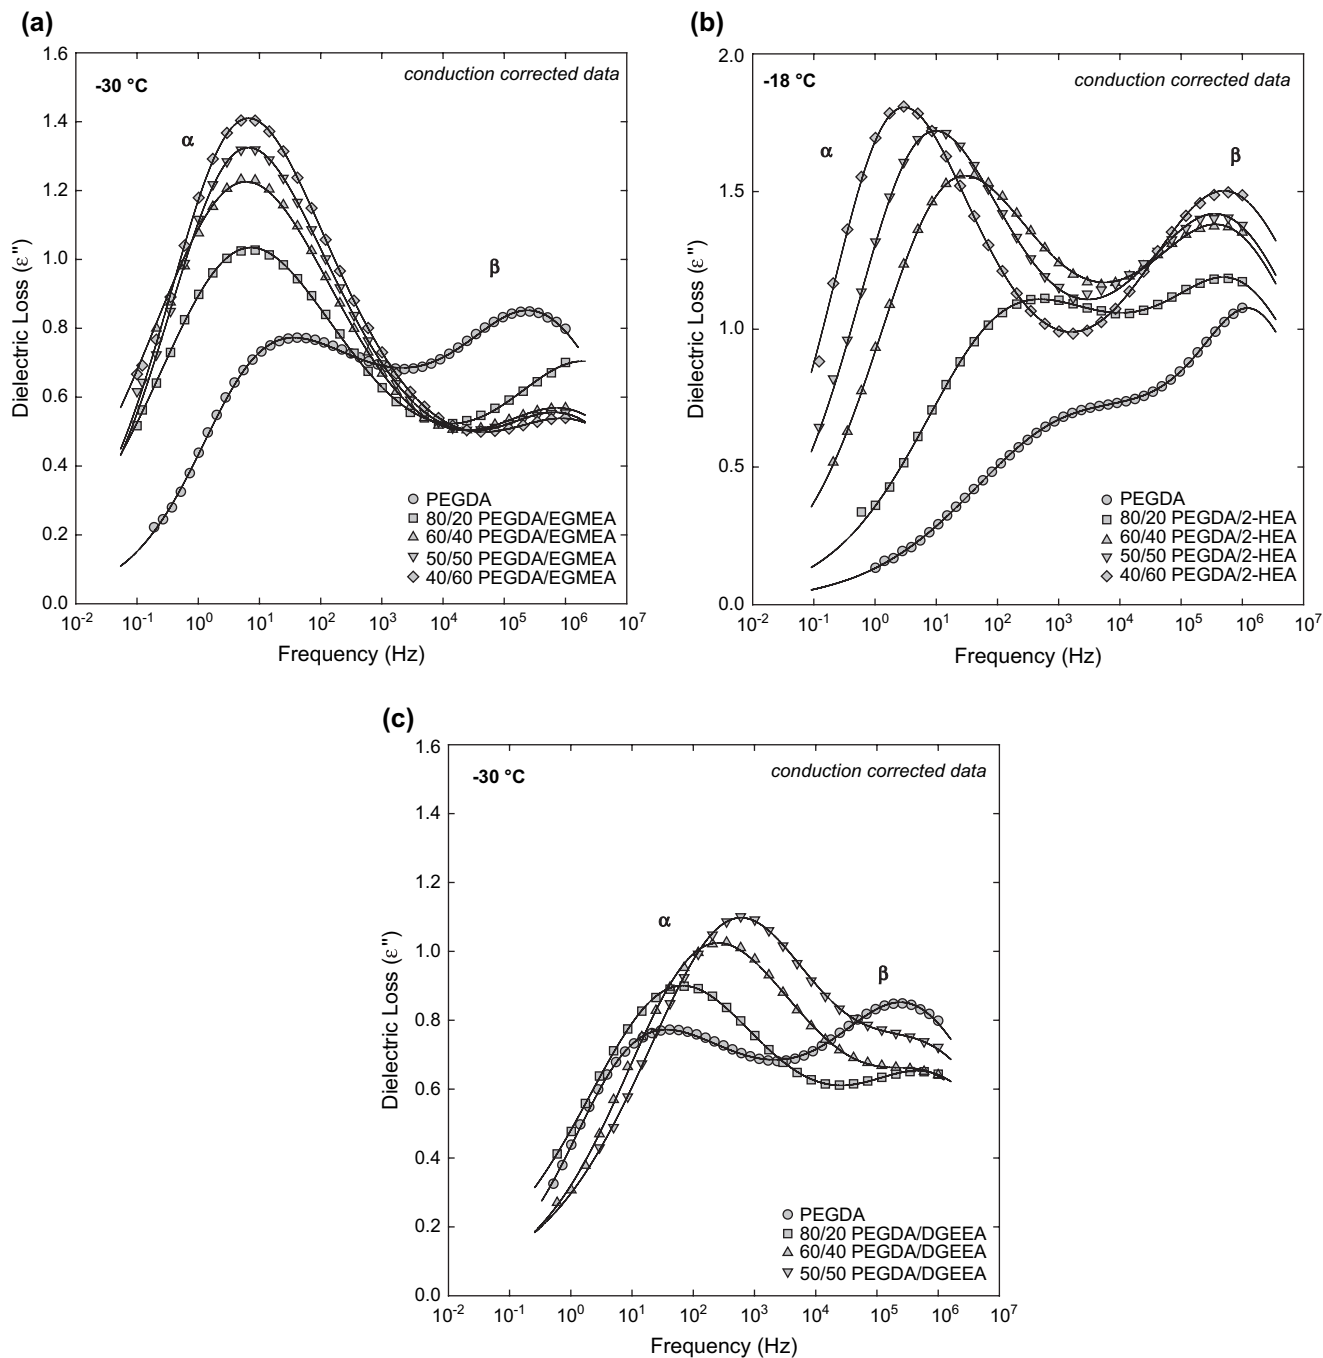 (a)
-30 °C
conduction corrected data
α
β
Dielectric Loss (ε")
1.6
1.4
1.2
1.0
0.8
0.6
0.4
0.2
0.0
PEGDA
80/20 PEGDA/EGMEA
60/40 PEGDA/EGMEA
50/50 PEGDA/EGMEA
40/60 PEGDA/EGMEA
10-2 10-1 100 101 102 103 104 105 106 107
Frequency (Hz)
(b)
-18 °C
conduction corrected data
α
β
Dielectric Loss (ε")
2.0
1.5
1.0
0.5
0.0
PEGDA
80/20 PEGDA/2-HEA
60/40 PEGDA/2-HEA
50/50 PEGDA/2-HEA
40/60 PEGDA/2-HEA
10-2 10-1 100 101 102 103 104 105 106 107
Frequency (Hz)
(c)
-30 °C
conduction corrected data
α
β
Dielectric Loss (ε")
1.6
1.4
1.2
1.0
0.8
0.6
0.4
0.2
0.0
PEGDA
80/20 PEGDA/DGEEA
60/40 PEGDA/DGEEA
50/50 PEGDA/DGEEA
10-2 10-1 100 101 102 103 104 105 106 107
Frequency (Hz)